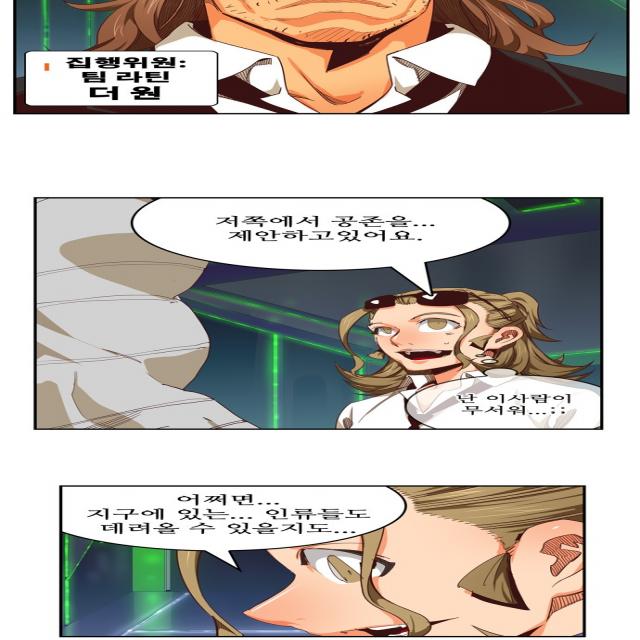 집행위원:
팀 라틴
더 원
저쪽에서 공존을...
제안하고있어요.
난 이사람이
무서워...;;
어쩌면...
지구에 있는... 인류들도
데려올 수 있을지도...